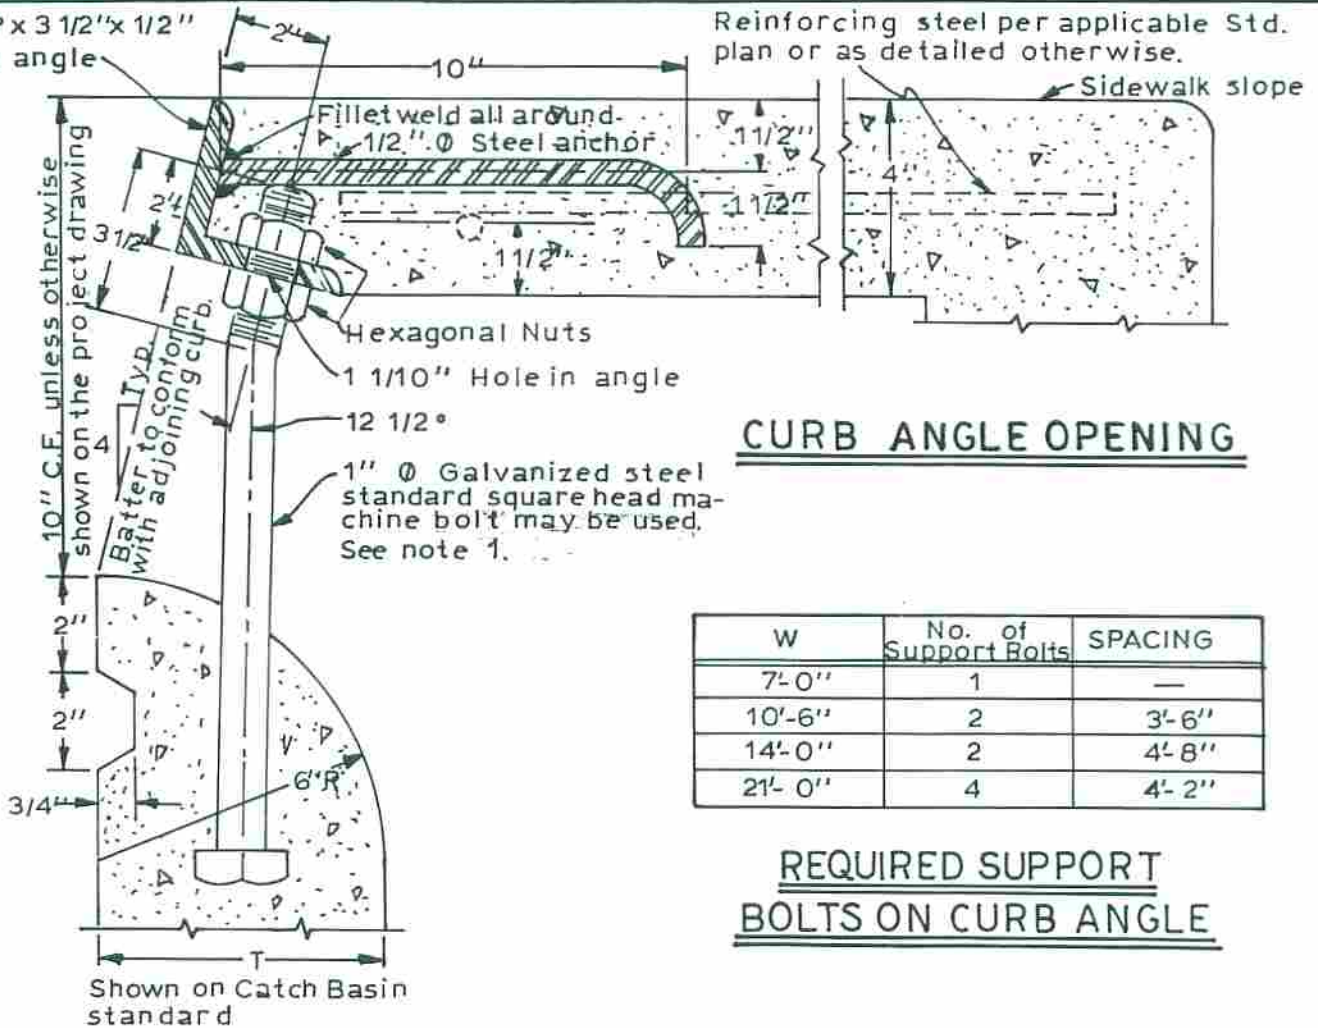 x 3 1/2" x 1/2"
angle
2"
10"
Reinforcing steel per applicable Std.
plan or as detailed otherwise.
Sidewalk slope
Fillet weld all around
1/2" Ø Steel anchor
1 1/2"
4"
1 1/2"
2 1/4
3 1/2"
1 1/2"
10" C.F. unless otherwise
shown on the project drawing
Typ.
4
Batter to conform
with adjoining curb.
Hexagonal Nuts
1 1/10" Hole in angle
12 1/2°
1" Ø Galvanized steel
standard square head ma-
chine bolt may be used.
See note 1.
CURB ANGLE OPENING
2"
2"
3/4"
6"R
T
Shown on Catch Basin
standard
W No. of Support Bolts SPACING
7'-0" 1 —
10'-6" 2 3'-6"
14'-0" 2 4'-8"
21'-0" 4 4'-2"
REQUIRED SUPPORT
BOLTS ON CURB ANGLE